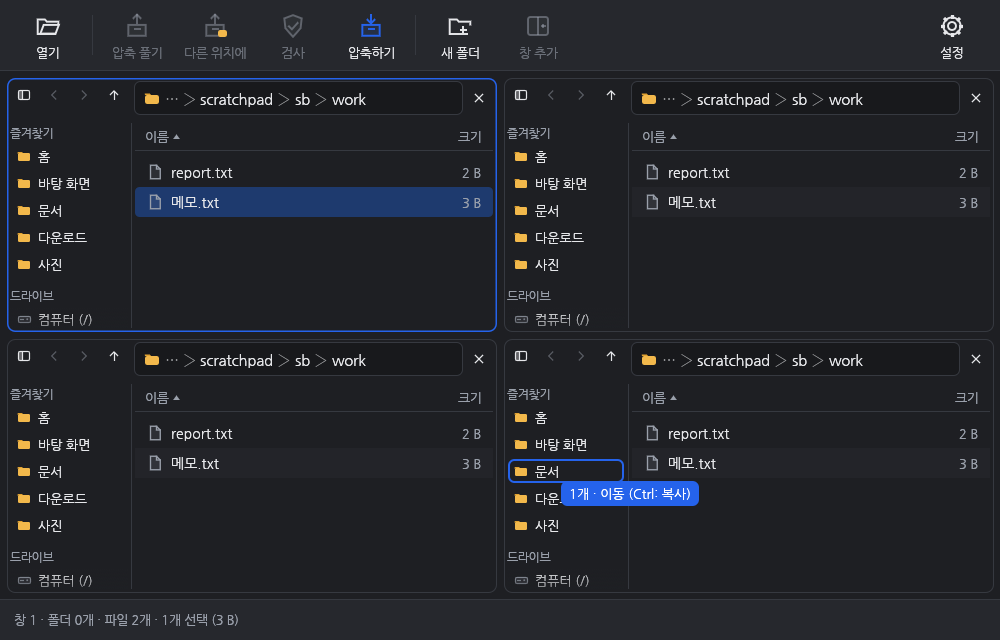 열기 압축 풀기 다른 위치에 검사 압축하기 새 폴더 창 추가 설정
··· > scratchpad > sb > work
즐겨찾기
홈
바탕 화면
문서
다운로드
사진
드라이브
컴퓨터 (/)
이름 크기
report.txt 2 B
메모.txt 3 B
··· > scratchpad > sb > work
즐겨찾기
홈
바탕 화면
문서
다운로드
사진
드라이브
컴퓨터 (/)
이름 크기
report.txt 2 B
메모.txt 3 B
··· > scratchpad > sb > work
즐겨찾기
홈
바탕 화면
문서
다운로드
사진
드라이브
컴퓨터 (/)
이름 크기
report.txt 2 B
메모.txt 3 B
··· > scratchpad > sb > work
즐겨찾기
홈
바탕 화면
문서
다운
사진
드라이브
컴퓨터 (/)
이름 크기
report.txt 2 B
메모.txt 3 B
1개 · 이동 (Ctrl: 복사)
창 1 · 폴더 0개 · 파일 2개 · 1개 선택 (3 B)